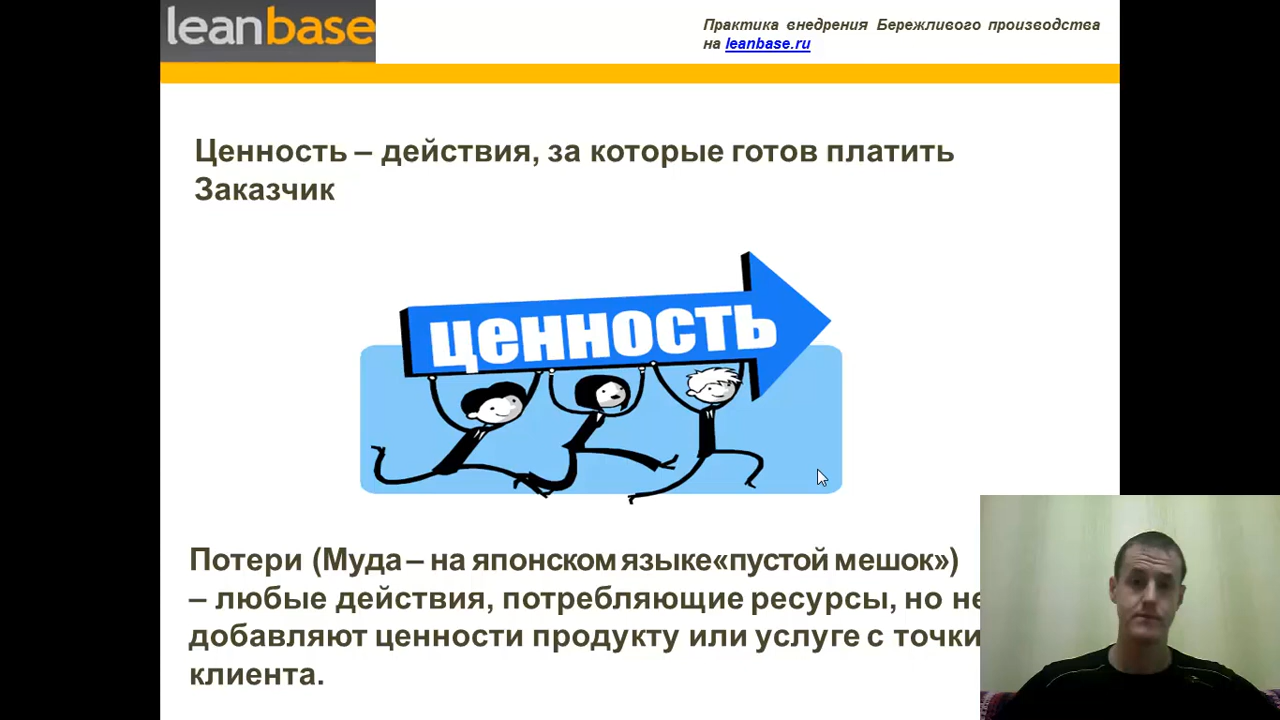 leanbase
Практика внедрения Бережливого производства
на leanbase.ru
Ценность – действия, за которые готов платить
Заказчик
ценность
Потери (Муда – на японском языке«пустой мешок»)
– любые действия, потребляющие ресурсы, но не
добавляют ценности продукту или услуге с точки
клиента.